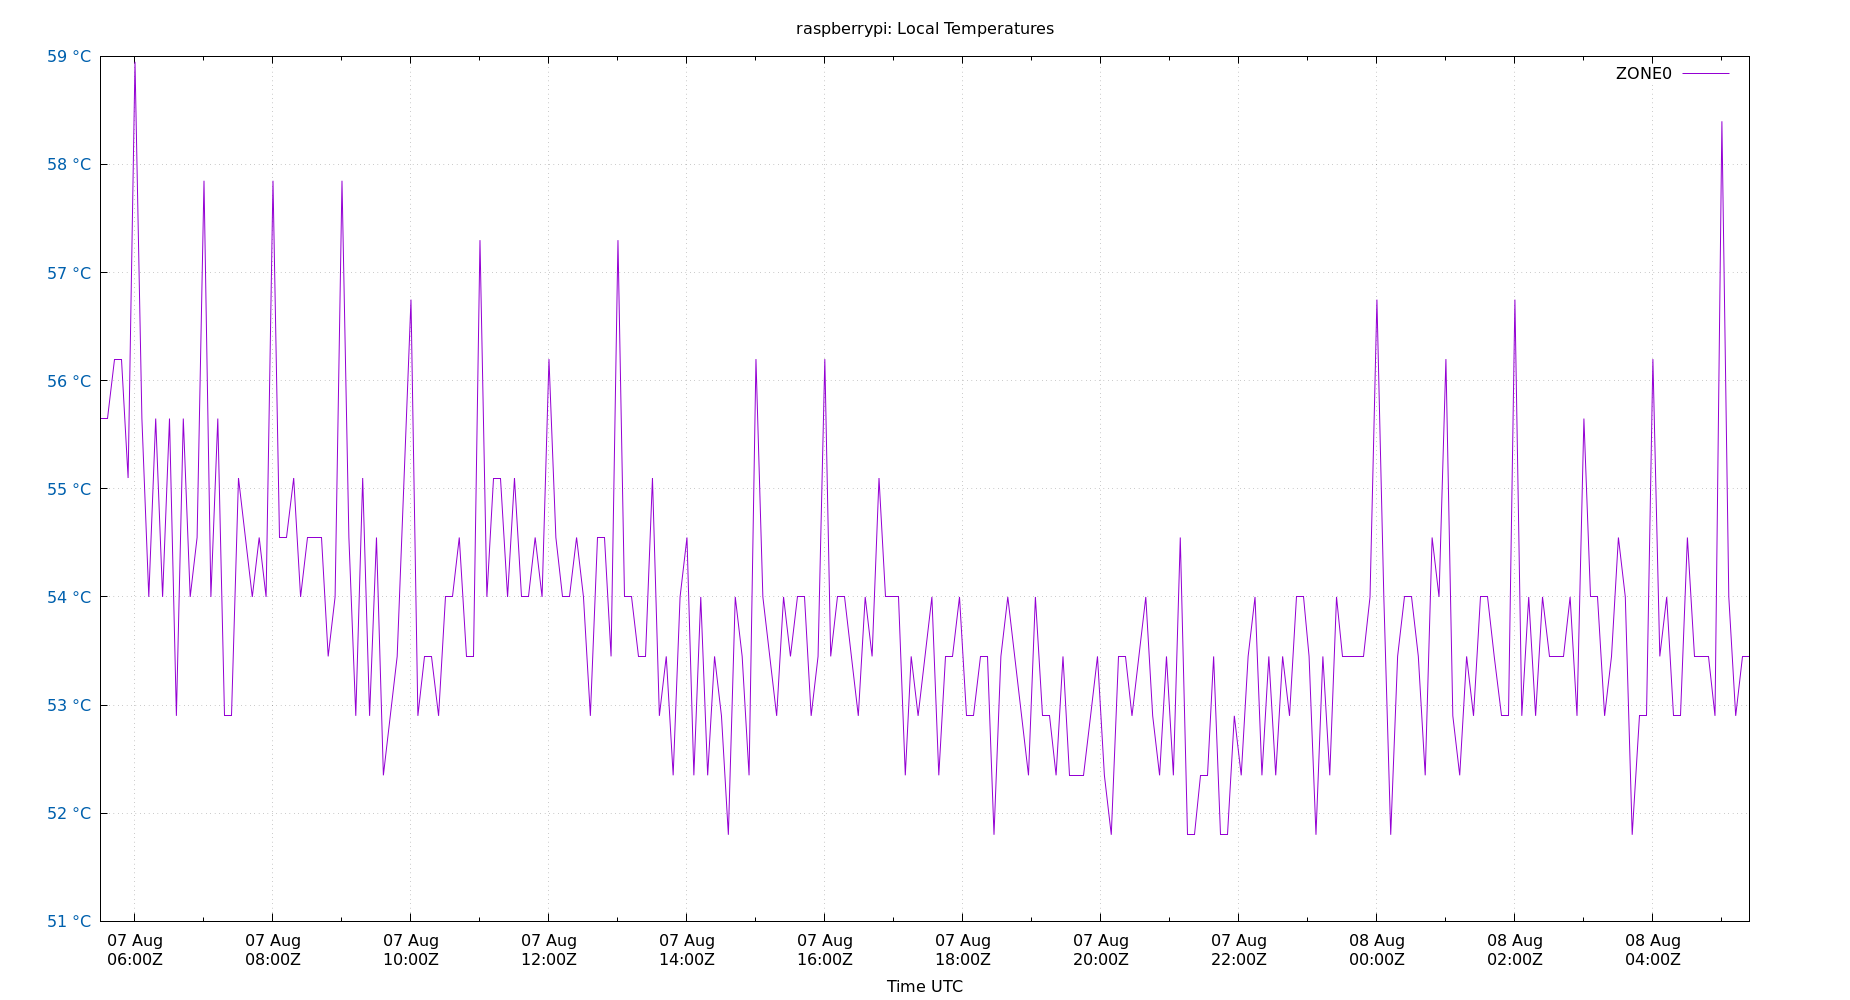 raspberrypi: Local Temperatures
59 °C
58 °C
57 °C
56 °C
55 °C
54 °C
53 °C
52 °C
51 °C
ZONE0
07 Aug 07 Aug 07 Aug 07 Aug 07 Aug 07 Aug 07 Aug 07 Aug 07 Aug 08 Aug 08 Aug 08 Aug
06:00Z 08:00Z 10:00Z 12:00Z 14:00Z 16:00Z 18:00Z 20:00Z 22:00Z 00:00Z 02:00Z 04:00Z
Time UTC